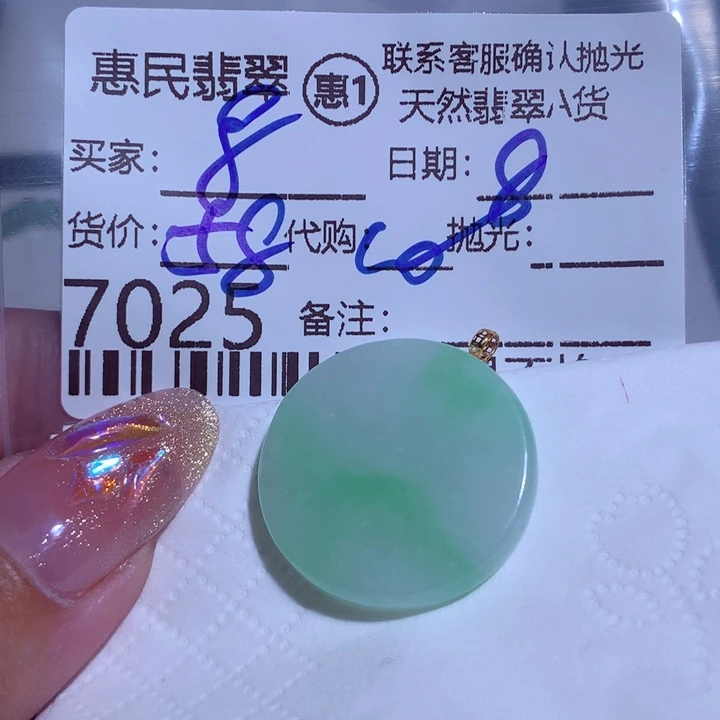 惠民翡翠 惠1 联系客服确认抛光
天然翡翠A货
买家： 日期：
货价：58 代购： 抛光：
7025 备注：